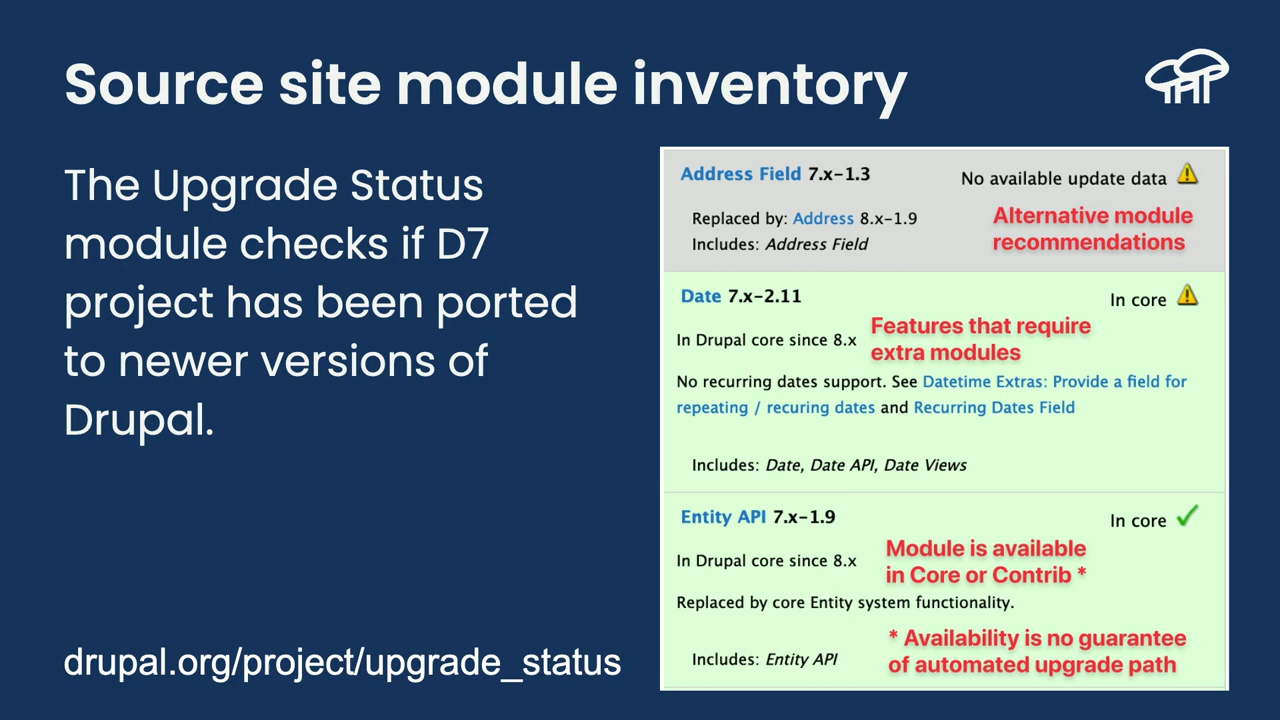 Source site module inventory
The Upgrade Status
module checks if D7
project has been ported
to newer versions of
Drupal.
drupal.org/project/upgrade_status
Address Field 7.x-1.3
No available update data
Replaced by: Address 8.x-1.9
Includes: Address Field
Alternative module
recommendations
Date 7.x-2.11
In core
In Drupal core since 8.x
Features that require
extra modules
No recurring dates support. See Datetime Extras: Provide a field for
repeating / recuring dates and Recurring Dates Field
Includes: Date, Date API, Date Views
Entity API 7.x-1.9
In core
In Drupal core since 8.x
Module is available
in Core or Contrib *
Replaced by core Entity system functionality.
Includes: Entity API
* Availability is no guarantee
of automated upgrade path